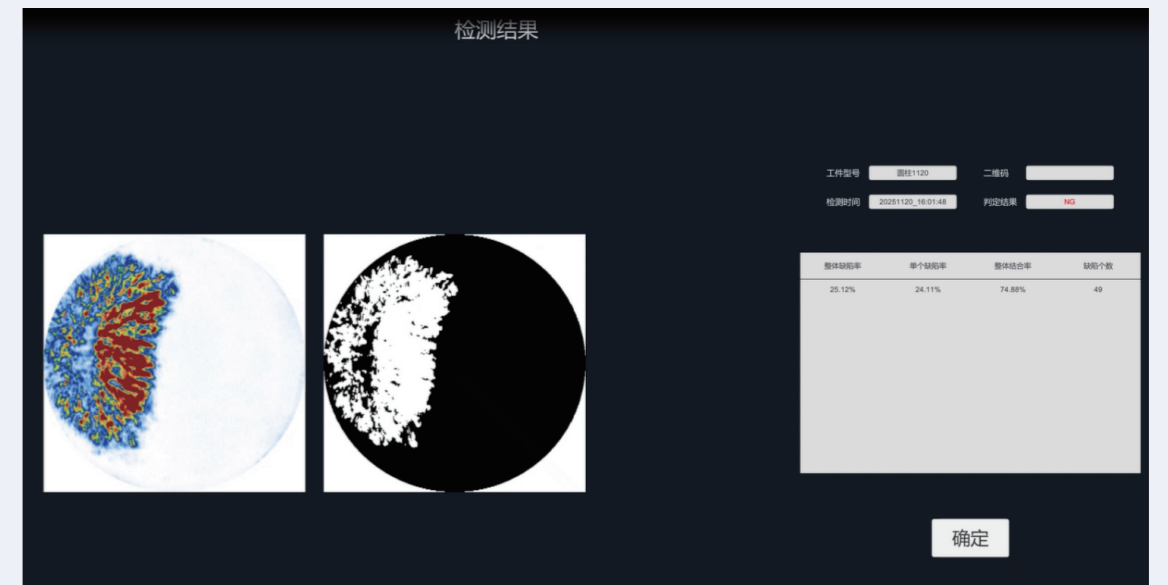 检测结果
工件型号 圆柱1120 二维码
检测时间 20251120_16:01:48 判定结果 NG
整体缺陷率 单个缺陷率 整体结合率 缺陷个数
25.12% 24.11% 74.88% 49
确定